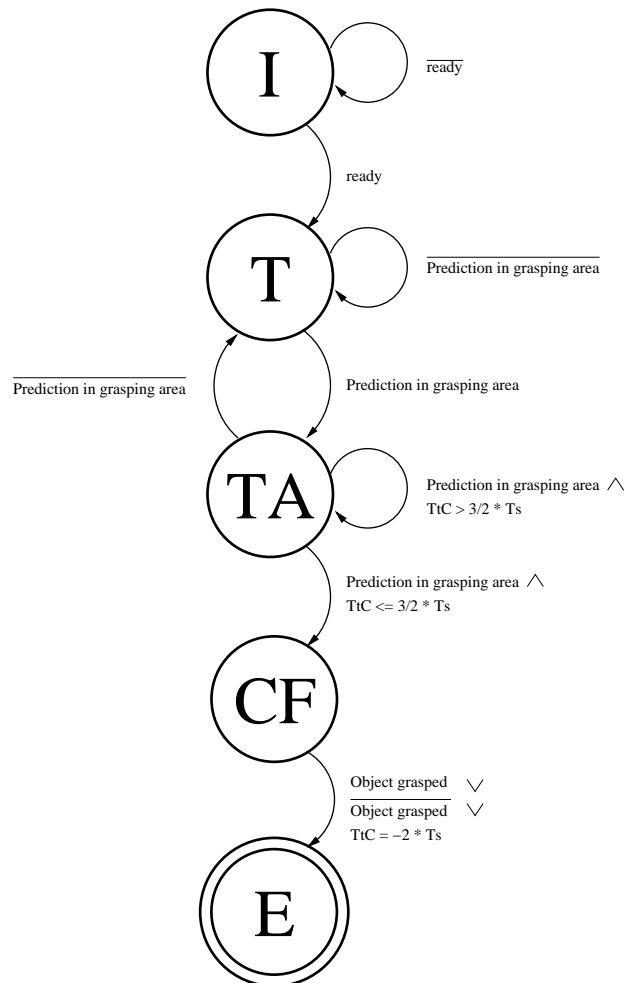 I
ready
ready
T
Prediction in grasping area
Prediction in grasping area
Prediction in grasping area
TA
Prediction in grasping area ∧
TtC > 3/2 * Ts
Prediction in grasping area ∧
TtC <= 3/2 * Ts
CF
Object grasped ∨
Object grasped ∨
TtC = −2 * Ts
E